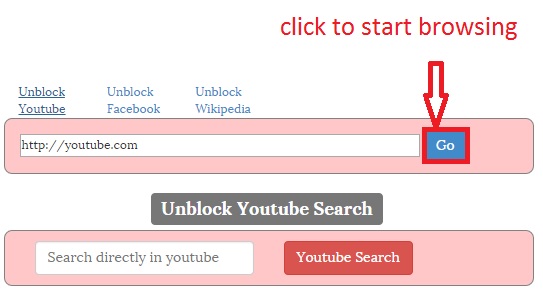 click to start browsing
Unblock Unblock Unblock
Youtube Facebook Wikipedia
http://youtube.com Go
Unblock Youtube Search
Search directly in youtube Youtube Search